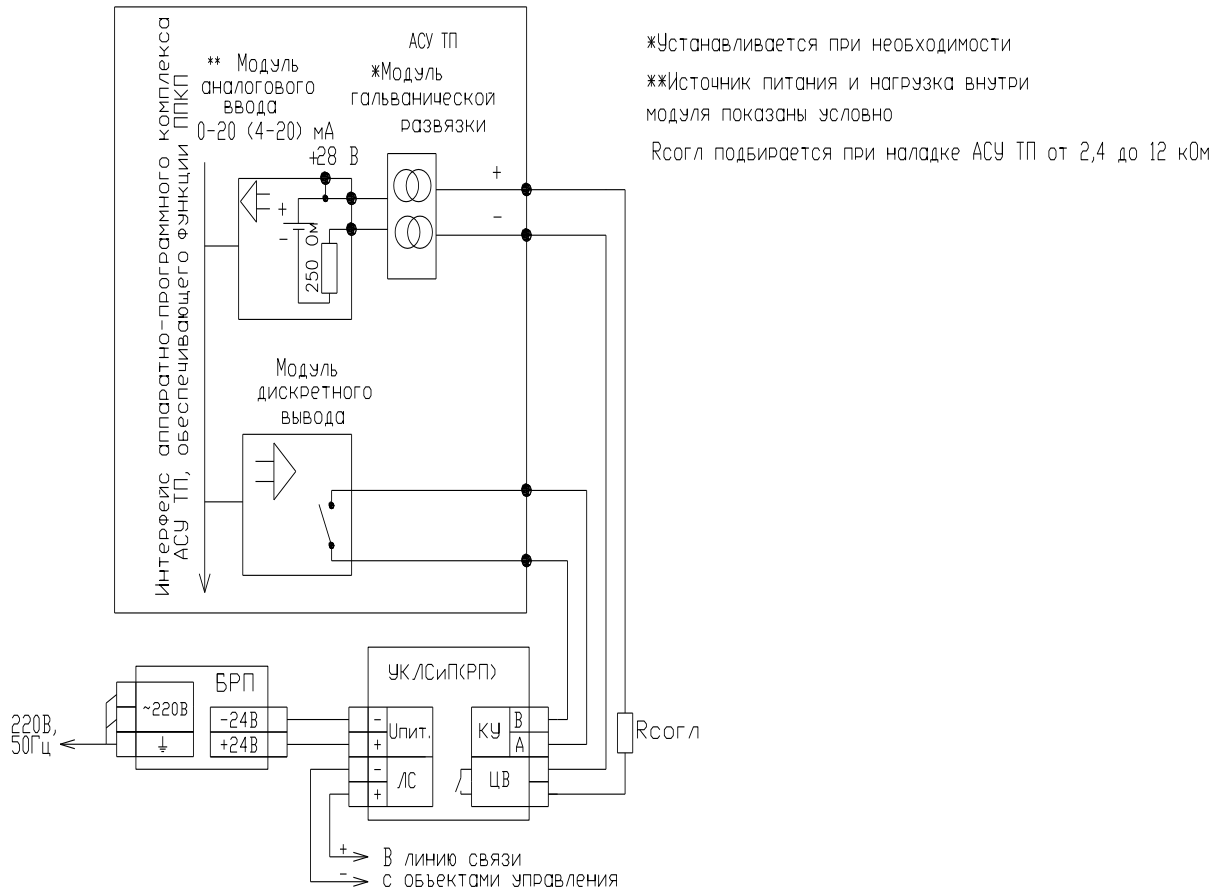 Интерфейс аппаратно-программного комплекса
АСУ ТП, обеспечивающего функции ППКП
** Модуль
аналогового
ввода
0-20 (4-20) мА
+28 В
+
-
250 Ом
АСУ ТП
*Модуль
гальванической
развязки
+
-
*Устанавливается при необходимости
**Источник питания и нагрузка внутри
модуля показаны условно
Rсогл подбирается при наладке АСУ ТП от 2,4 до 12 кОм
Модуль
дискретного
вывода
БРП
~220В
-24В
+24В
220В,
50Гц
УКЛСиП(РП)
-
+
Uпит.
-
+
ЛС
КУ
В
А
ЦВ
Rсогл
+
В линию связи
-
с объектами управления